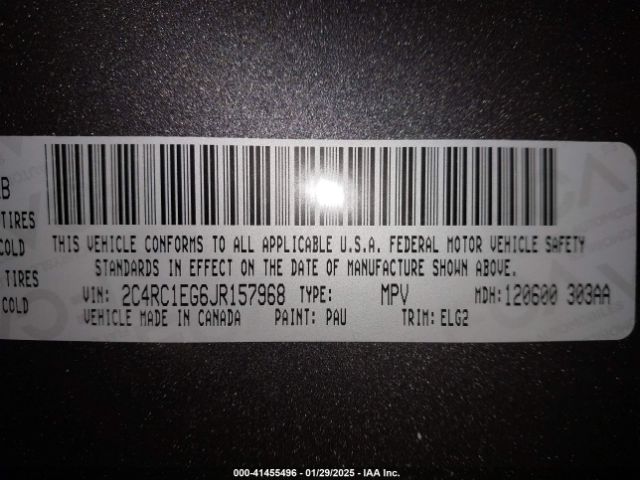 B
TIRES
COLD
TIRES
COLD
THIS VEHICLE CONFORMS TO ALL APPLICABLE U.S.A. FEDERAL MOTOR VEHICLE SAFETY
STANDARDS IN EFFECT ON THE DATE OF MANUFACTURE SHOWN ABOVE.
VIN: 2C4RC1EG6JR157968 TYPE: MPV MDH: 120600 303AA
VEHICLE MADE IN CANADA PAINT: PAU TRIM: ELG2
000-41455496 - 01/29/2025 - IAA Inc.